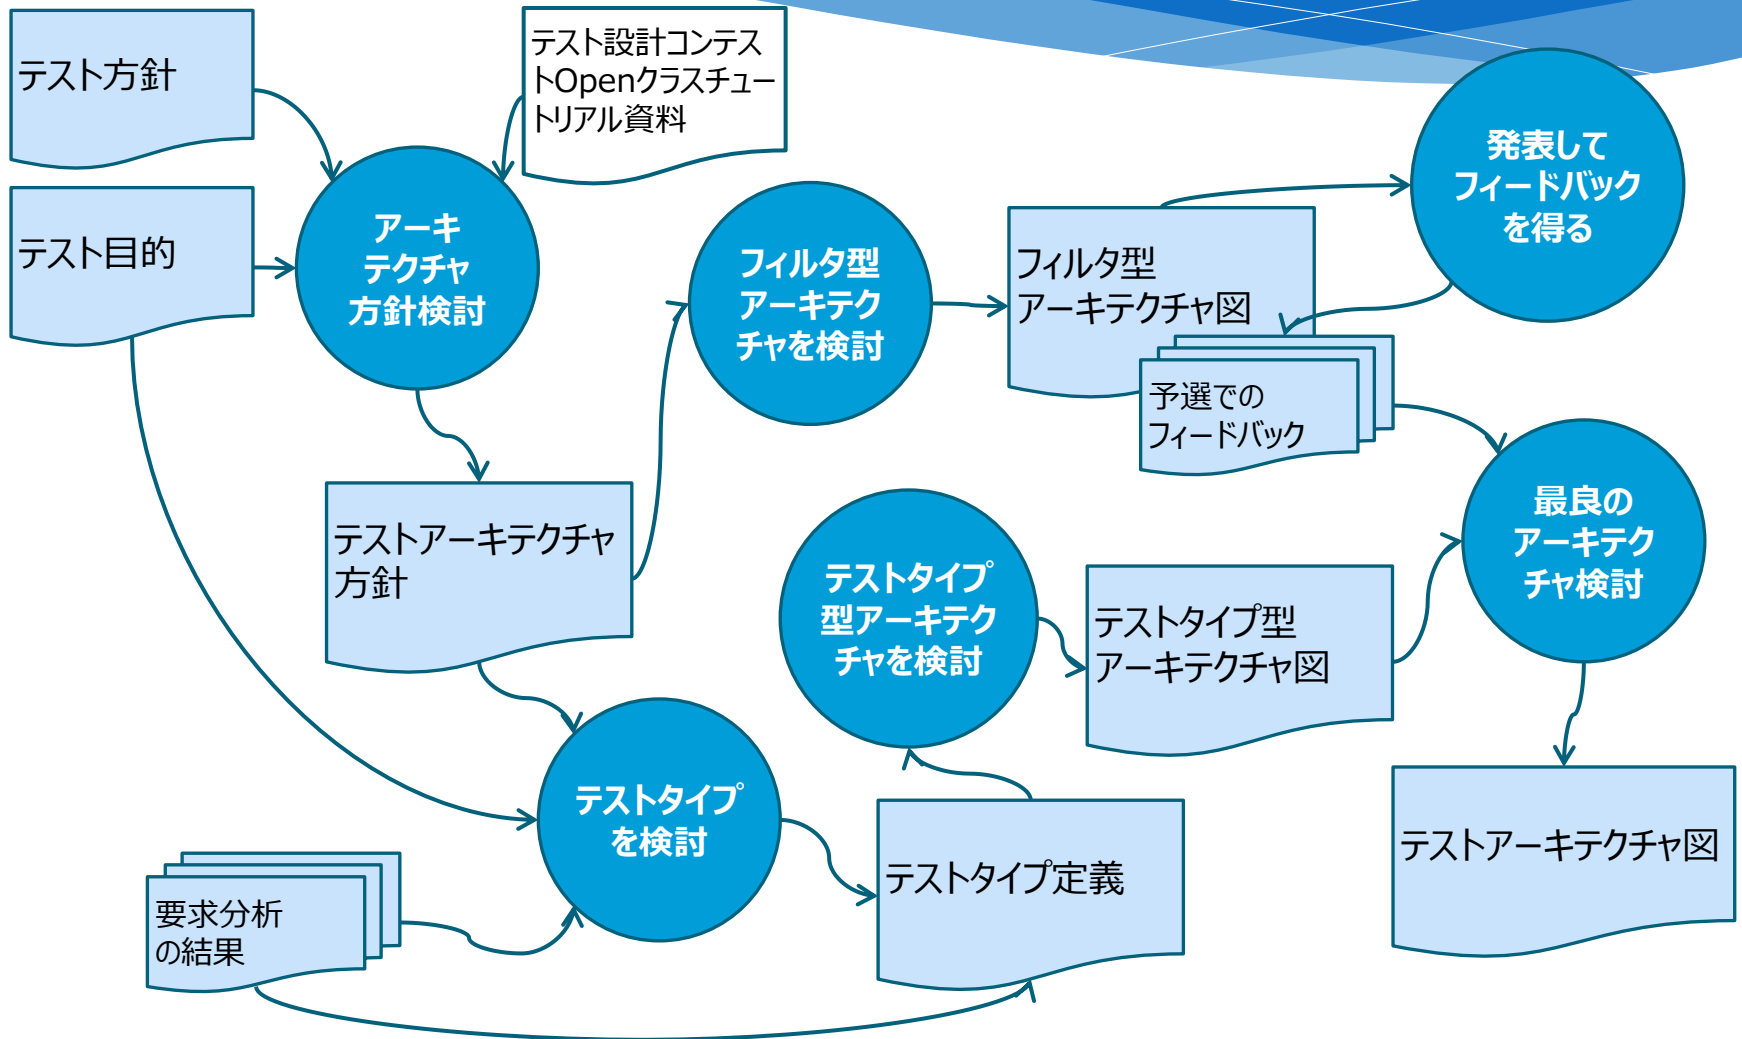 テスト方針
テスト設計コンテス
トOpenクラスチュー
トリアル資料
発表して
フィードバック
を得る
テスト目的
アーキ
テクチャ
方針検討
フィルタ型
アーキテク
チャを検討
フィルタ型
アーキテクチャ図
予選での
フィードバック
最良の
アーキテク
チャ検討
テストアーキテクチャ
方針
テストタイプ
型アーキテク
チャを検討
テストタイプ型
アーキテクチャ図
テストタイプ
を検討
テストタイプ定義
テストアーキテクチャ図
要求分析
の結果